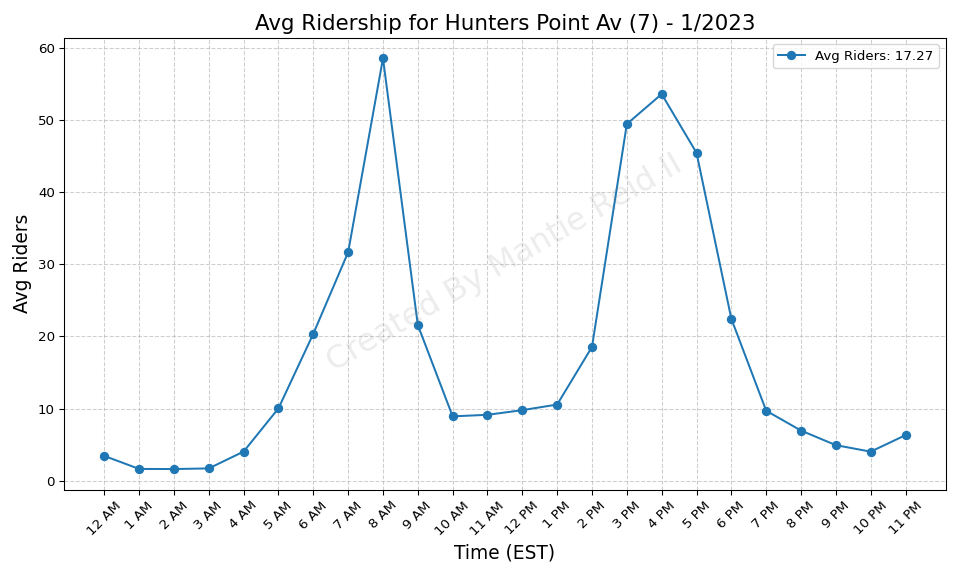 Avg Ridership for Hunters Point Av (7) - 1/2023
Avg Riders: 17.27
60
50
40
30
20
10
0
Avg Riders
Created By Mantle Reid II
12 AM
1 AM
2 AM
3 AM
4 AM
5 AM
6 AM
7 AM
8 AM
9 AM
10 AM
11 AM
12 PM
1 PM
2 PM
3 PM
4 PM
5 PM
6 PM
7 PM
8 PM
9 PM
10 PM
11 PM
Time (EST)